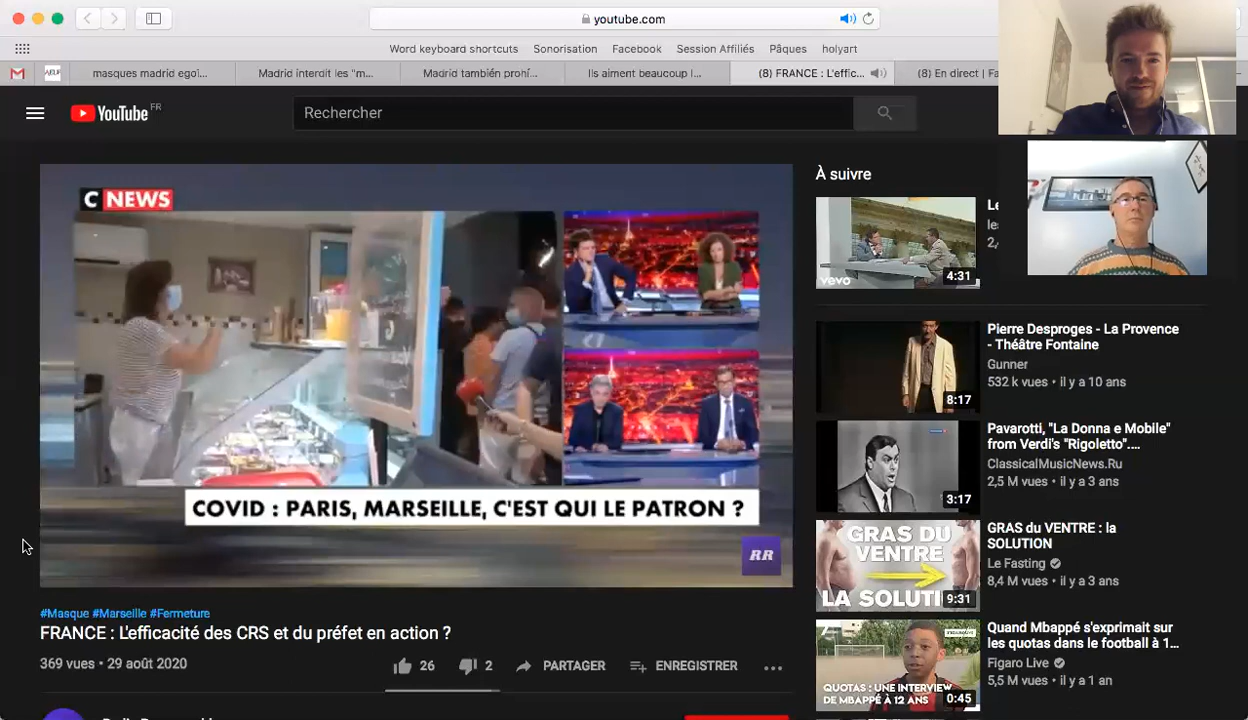 youtube.com
Word keyboard shortcuts
Sonorisation
Facebook
Session Affiliés
Pâques
holyart
masques madrid egoï...
Madrid interdit les "m...
Madrid también prohí...
Ils aiment beaucoup l...
(8) FRANCE : L'effic...
(8) En direct | Fa
YouTube FR
Rechercher
C NEWS
COVID : PARIS, MARSEILLE, C'EST QUI LE PATRON ?
RR
#Masque #Marseille #Fermeture
FRANCE : L'efficacité des CRS et du préfet en action ?
369 vues • 29 août 2020
26
2
PARTAGER
ENREGISTRER
À suivre
vevo
4:31
Le
les
8:17
Pierre Desproges - La Provence
- Théâtre Fontaine
Gunner
532 k vues • il y a 10 ans
3:17
Pavarotti, "La Donna e Mobile"
from Verdi's "Rigoletto"....
ClassicalMusicNews.Ru
2,5 M vues • il y a 3 ans
GRAS DU
VENTRE
LA SOLUTI
9:31
GRAS du VENTRE : la
SOLUTION
Le Fasting
8,4 M vues • il y a 3 ans
QUOTAS : UNE INTERVIEW
DE MBAPPÉ À 12 ANS
0:45
Quand Mbappé s'exprimait sur
les quotas dans le football à 1...
Figaro Live
5,5 M vues • il y a 1 an